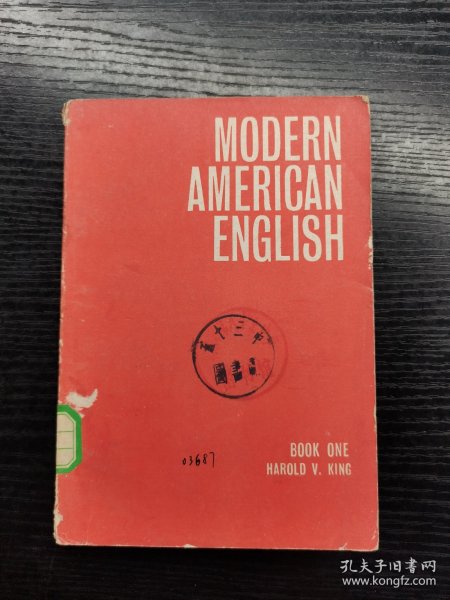 MODERN
AMERICAN
ENGLISH
BOOK ONE
HAROLD V. KING
03687
孔夫子旧书网
www.kongfz.com